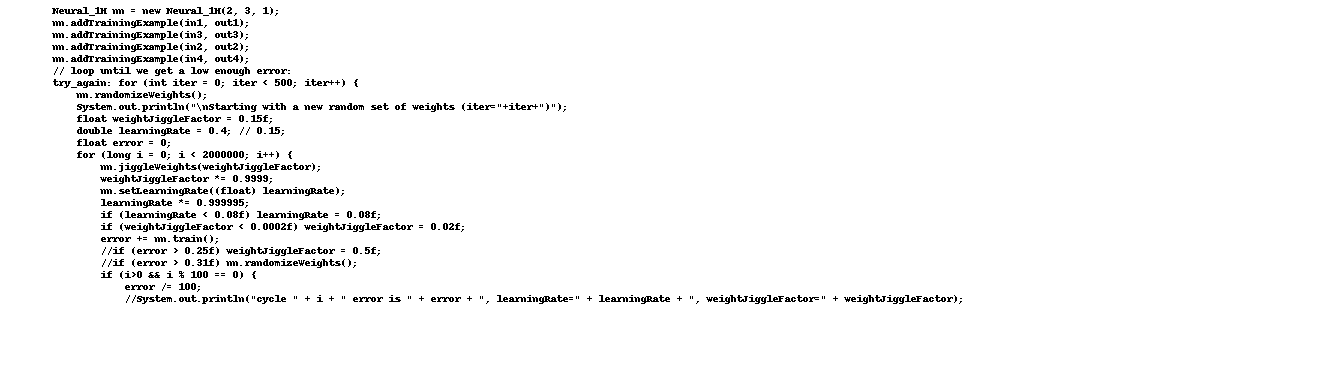 Neural_1H nn = new Neural_1H(2, 3, 1);
nn.addTrainingExample(in1, out1);
nn.addTrainingExample(in3, out3);
nn.addTrainingExample(in2, out2);
nn.addTrainingExample(in4, out4);
// loop until we get a low enough error:
try_again: for (int iter = 0; iter < 500; iter++) {
nn.randomizeWeights();
System.out.println("\nStarting with a new random set of weights (iter="+iter+")");
float weightJiggleFactor = 0.15f;
double learningRate = 0.4; // 0.15;
float error = 0;
for (long i = 0; i < 2000000; i++) {
nn.jiggleWeights(weightJiggleFactor);
weightJiggleFactor *= 0.9999;
nn.setLearningRate((float) learningRate);
learningRate *= 0.999995;
if (learningRate < 0.08f) learningRate = 0.08f;
if (weightJiggleFactor < 0.0002f) weightJiggleFactor = 0.02f;
error += nn.train();
//if (error > 0.25f) weightJiggleFactor = 0.5f;
//if (error > 0.31f) nn.randomizeWeights();
if (i>0 && i % 100 == 0) {
error /= 100;
//System.out.println("cycle " + i + " error is " + error + ", learningRate=" + learningRate + ", weightJiggleFactor=" + weightJiggleFactor);